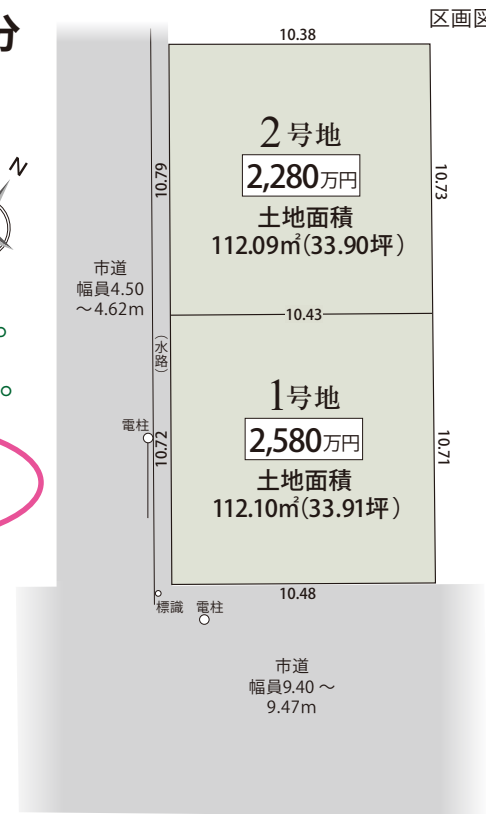 分
区画図
N
10.38
10.79
10.73
2号地
2,280万円
土地面積
112.09㎡(33.90坪)
市道
幅員4.50
～4.62m
(水路)
10.43
1号地
2,580万円
土地面積
112.10㎡(33.91坪)
電柱
10.72
10.71
10.48
標識
電柱
市道
幅員9.40～
9.47m